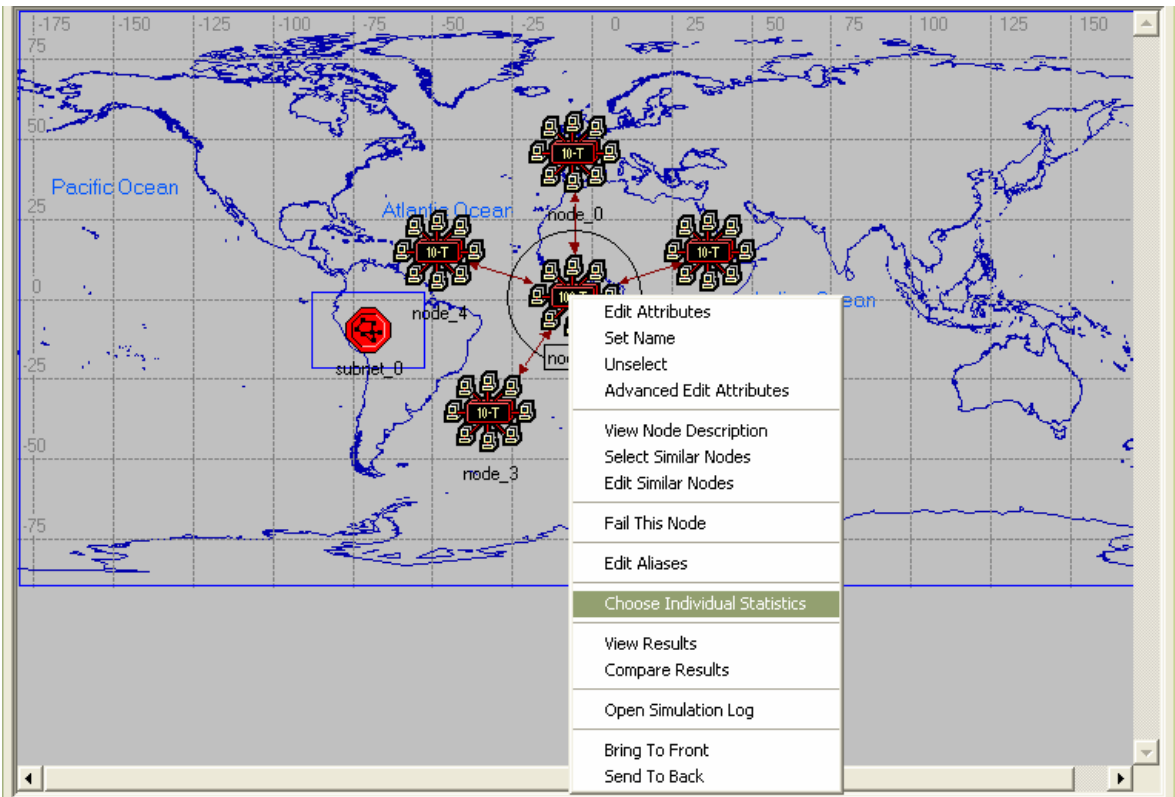 -175 -150 -125 -100 -75 -50 -25 0 25 50 75 100 125 150
75
50
10-T
Pacific Ocean
25
Atlantic Ocean
node_0
10-T
10-T
0
node_4
subnet_0
-25
10-T
node_3
-50
-75
Edit Attributes
Set Name
Unselect
Advanced Edit Attributes
View Node Description
Select Similar Nodes
Edit Similar Nodes
Fail This Node
Edit Aliases
Choose Individual Statistics
View Results
Compare Results
Open Simulation Log
Bring To Front
Send To Back